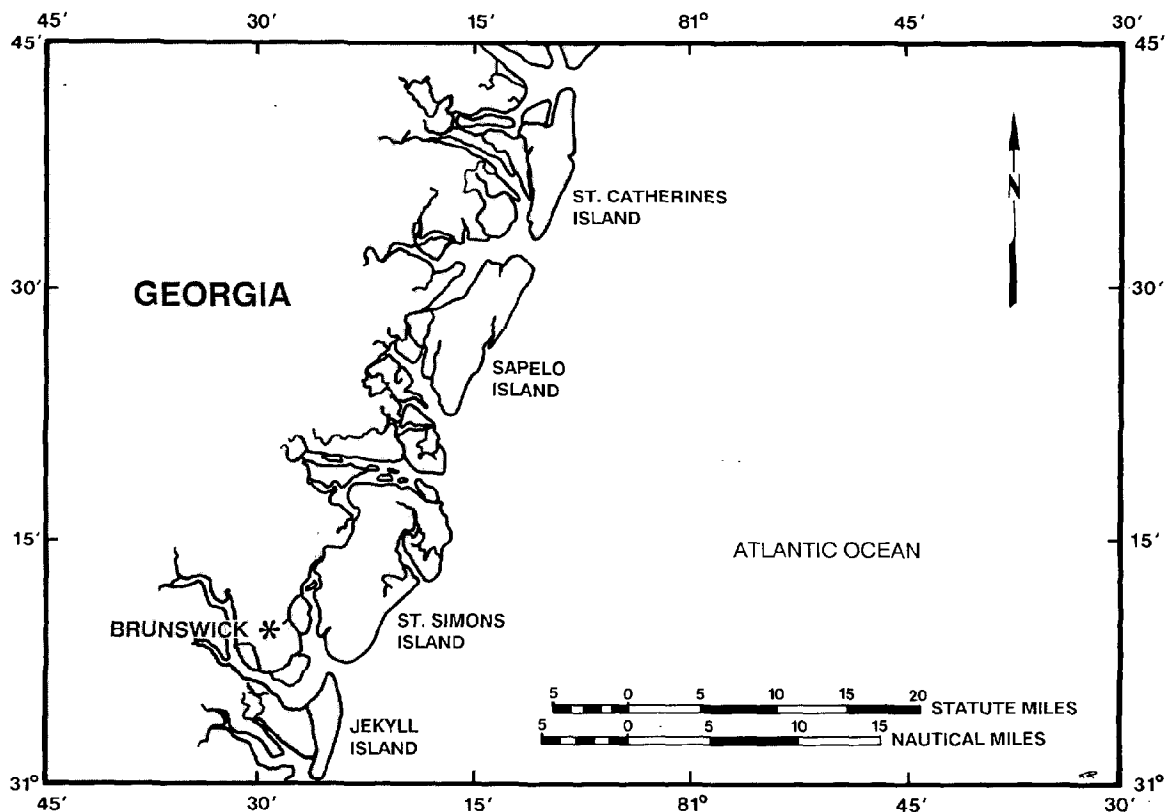 45′ 30′ 15′ 81° 45′ 30′
45′ 45′
N
ST. CATHERINES
ISLAND
30′ 30′
GEORGIA
SAPELO
ISLAND
15′ 15′
ATLANTIC OCEAN
BRUNSWICK *
ST. SIMONS
ISLAND
5 0 5 10 15 20
STATUTE MILES
5 0 5 10 15
NAUTICAL MILES
JEKYLL
ISLAND
31° 31°
45′ 30′ 15′ 81° 45′ 30′